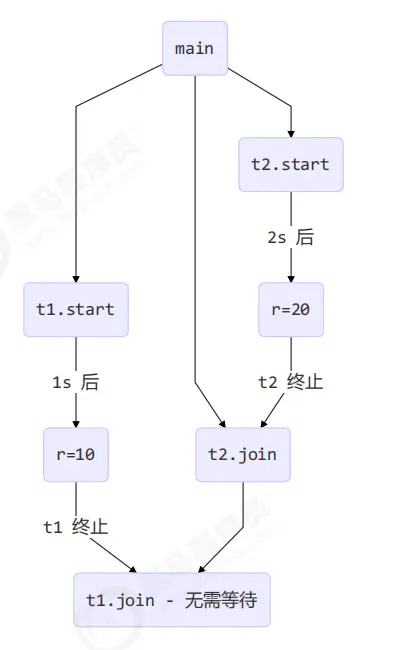 main
t2.start
2s 后
t1.start
r=20
1s 后
t2 终止
r=10
t2.join
t1 终止
t1.join - 无需等待